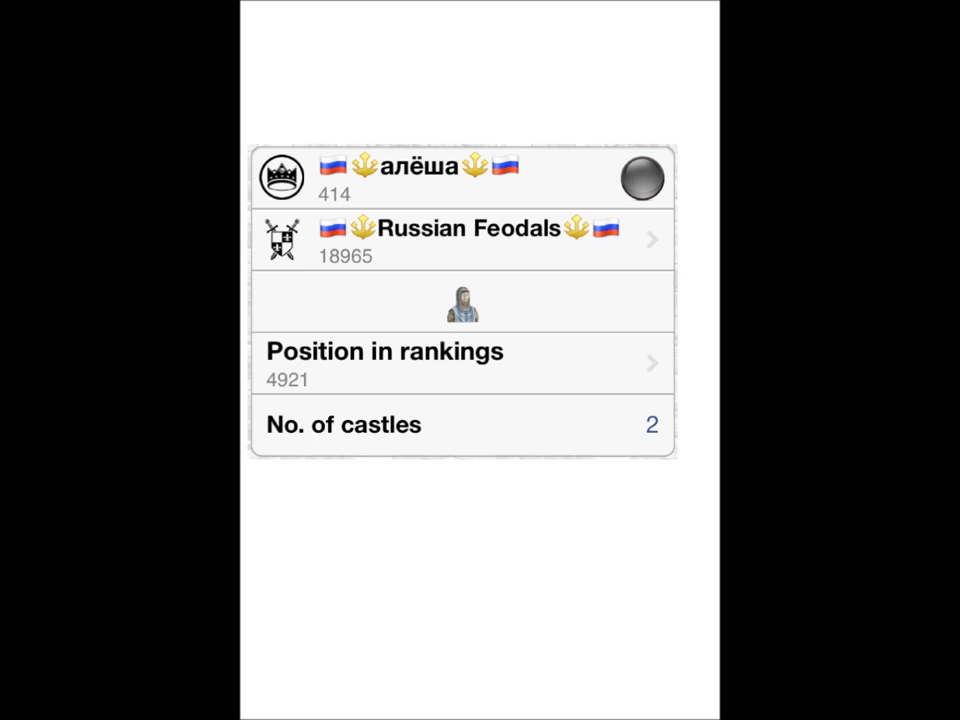 🇷🇺🔱алёша🔱🇷🇺
414
🇷🇺🔱Russian Feodals🔱🇷🇺
18965
Position in rankings
4921
No. of castles 2